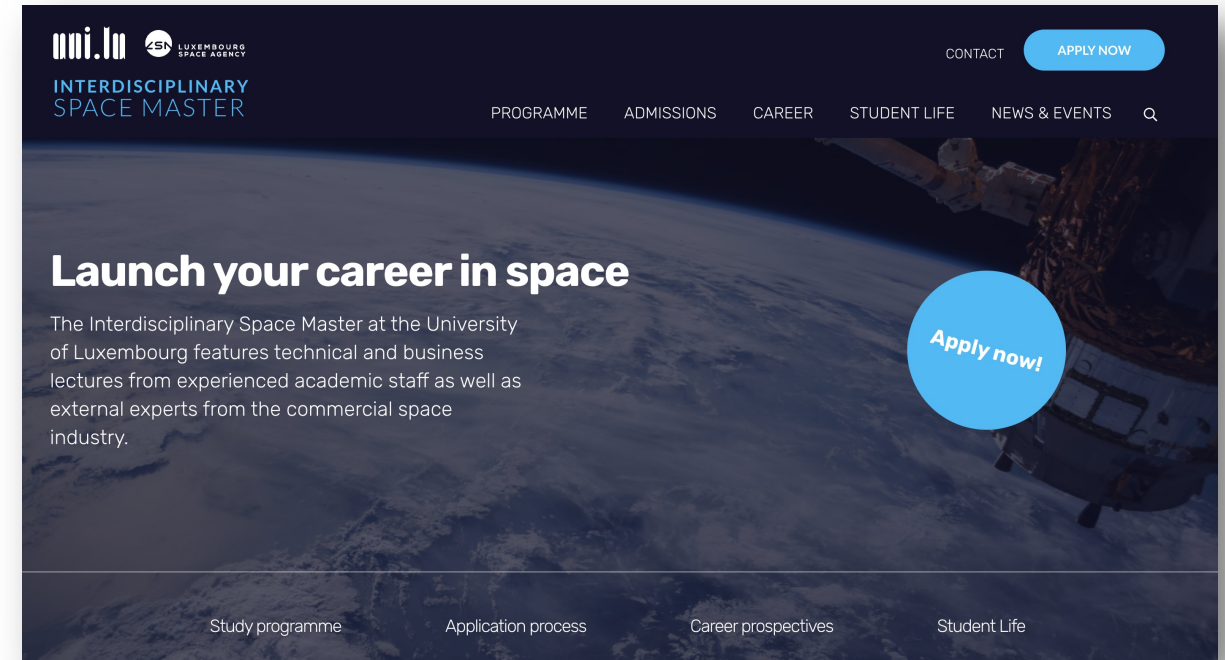 uni.lu
LSA LUXEMBOURG
SPACE AGENCY
INTERDISCIPLINARY
SPACE MASTER
CONTACT
APPLY NOW
PROGRAMME
ADMISSIONS
CAREER
STUDENT LIFE
NEWS & EVENTS
Launch your career in space
The Interdisciplinary Space Master at the University
of Luxembourg features technical and business
lectures from experienced academic staff as well as
external experts from the commercial space
industry.
Apply now!
Study programme
Application process
Career prospectives
Student Life